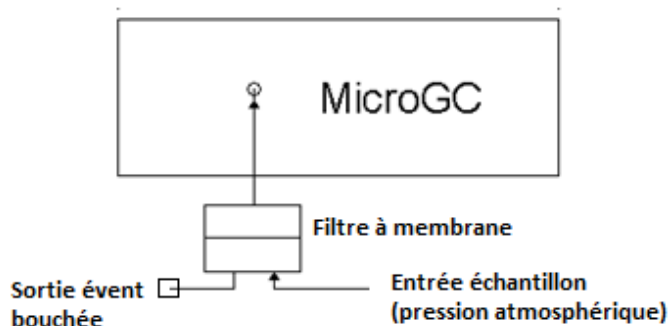 MicroGC
Filtre à membrane
Sortie évent
bouchée
Entrée échantillon
(pression atmosphérique)